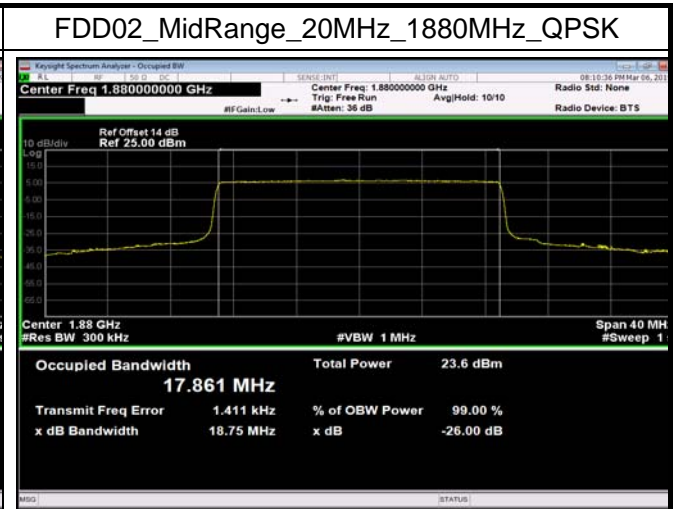 FDD02_MidRange_20MHz_1880MHz_QPSK
Keysight Spectrum Analyzer - Occupied BW
RL RF 50 Ω DC SENSE:INT ALIGN AUTO 08:10:36 PM Mar 06, 201
Center Freq 1.880000000 GHz Center Freq: 1.880000000 GHz Radio Std: None
Trig: Free Run Avg|Hold: 10/10
#IFGain:Low #Atten: 36 dB Radio Device: BTS
Ref Offset 14 dB
10 dB/div Ref 25.00 dBm
Log
15.0
5.00
Center 1.88 GHz Span 40 MH
#Res BW 300 kHz #VBW 1 MHz #Sweep 1
Occupied Bandwidth Total Power 23.6 dBm
17.861 MHz
Transmit Freq Error 1.411 kHz % of OBW Power 99.00 %
x dB Bandwidth 18.75 MHz x dB -26.00 dB
MSG STATUS